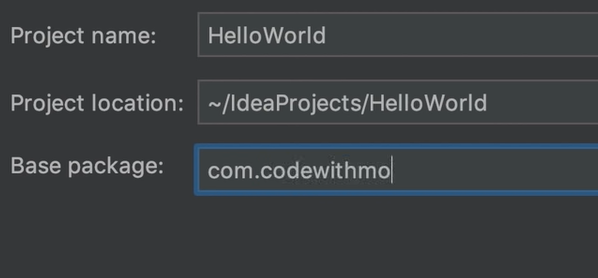 Project name: HelloWorld
Project location: ~/IdeaProjects/HelloWorld
Base package: com.codewithmo